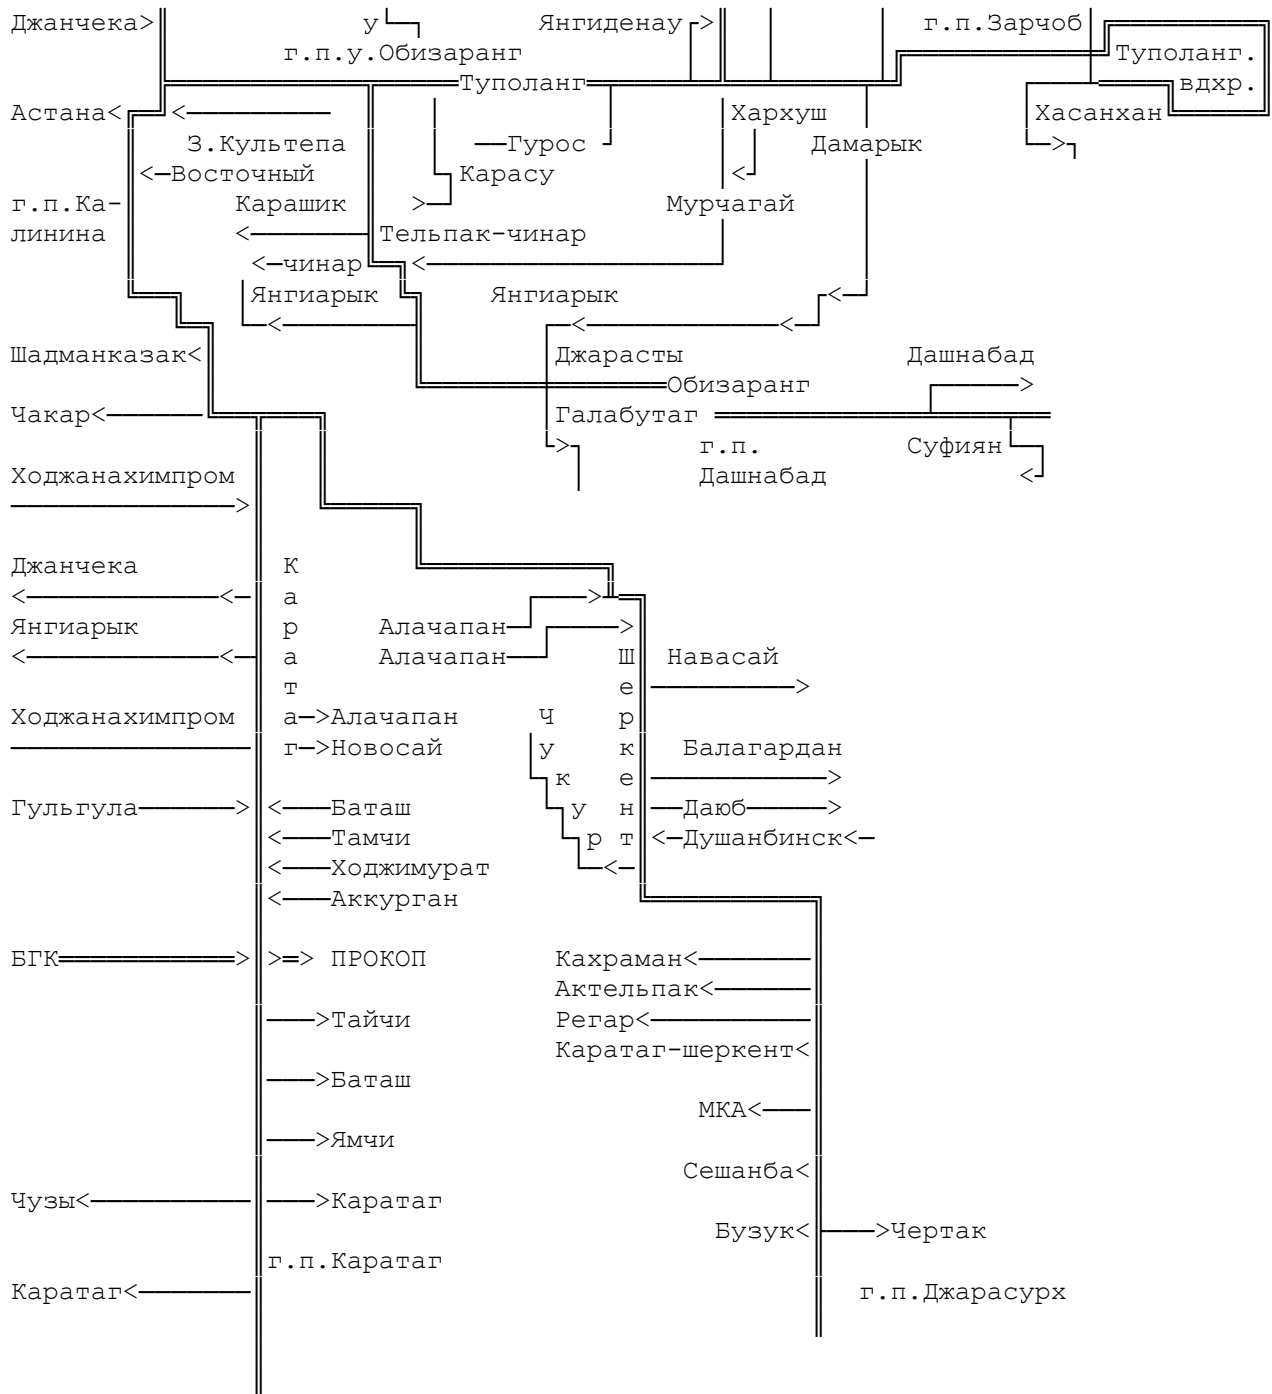 Джанчека> у Янгиденау > г.п.Зарчоб
г.п.у.Обизаранг Туполанг.
Туполанг вдхр.
Астана< < Хархуш Хасанхан
З.Культепа Гурос Дамарык >
<Восточный Карасу <
г.п.Ка- Карашик > Мурчагай
линина < Тельпак-чинар
<чинар <
Янгиарык Янгиарык <
< < <
Шадманказак< Джарасты Дашнабад
Обизаранг >
Чакар< Галабутаг
> г.п. Суфиян
Ходжанахимпром Дашнабад <
>
Джанчека К
< < а >
Янгиарык р Алачапан >
< < а Алачапан Ш Навасай
т е >
Ходжанахимпром а >Алачапан Ч р
г >Новосай у к Балагардан
к е >
Гульгула > < Баташ у н Даюб >
< Тамчи р т < Душанбинск<
< Ходжимурат <
< Аккурган
БГК > >=> ПРОКОП Кахраман<
Актельпак<
>Тайчи Регар<
Каратаг-шеркент<
>Баташ
МКА<
>Ямчи
Сешанба<
Чузы< >Каратаг
Бузук< >Чертак
г.п.Каратаг
Каратаг< г.п.Джарасурх